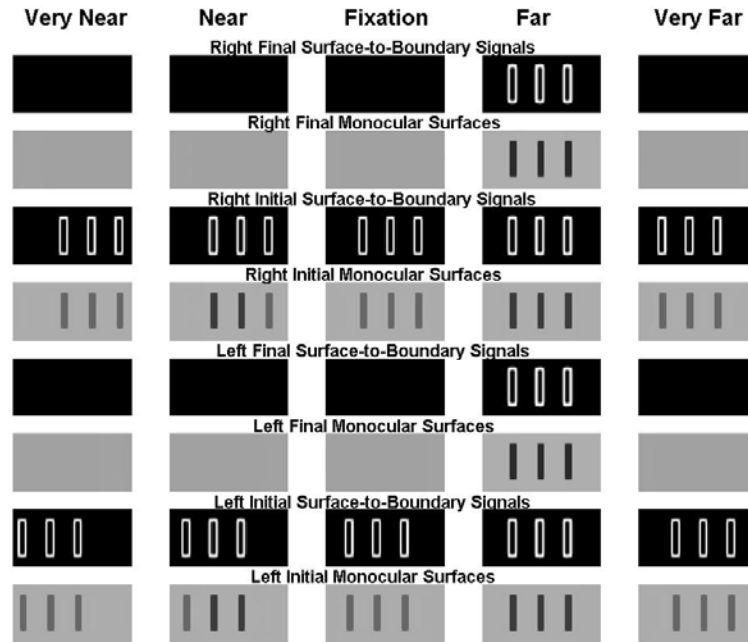 Very Near Near Fixation Far Very Far
Right Final Surface-to-Boundary Signals
Right Final Monocular Surfaces
Right Initial Surface-to-Boundary Signals
Right Initial Monocular Surfaces
Left Final Surface-to-Boundary Signals
Left Final Monocular Surfaces
Left Initial Surface-to-Boundary Signals
Left Initial Monocular Surfaces